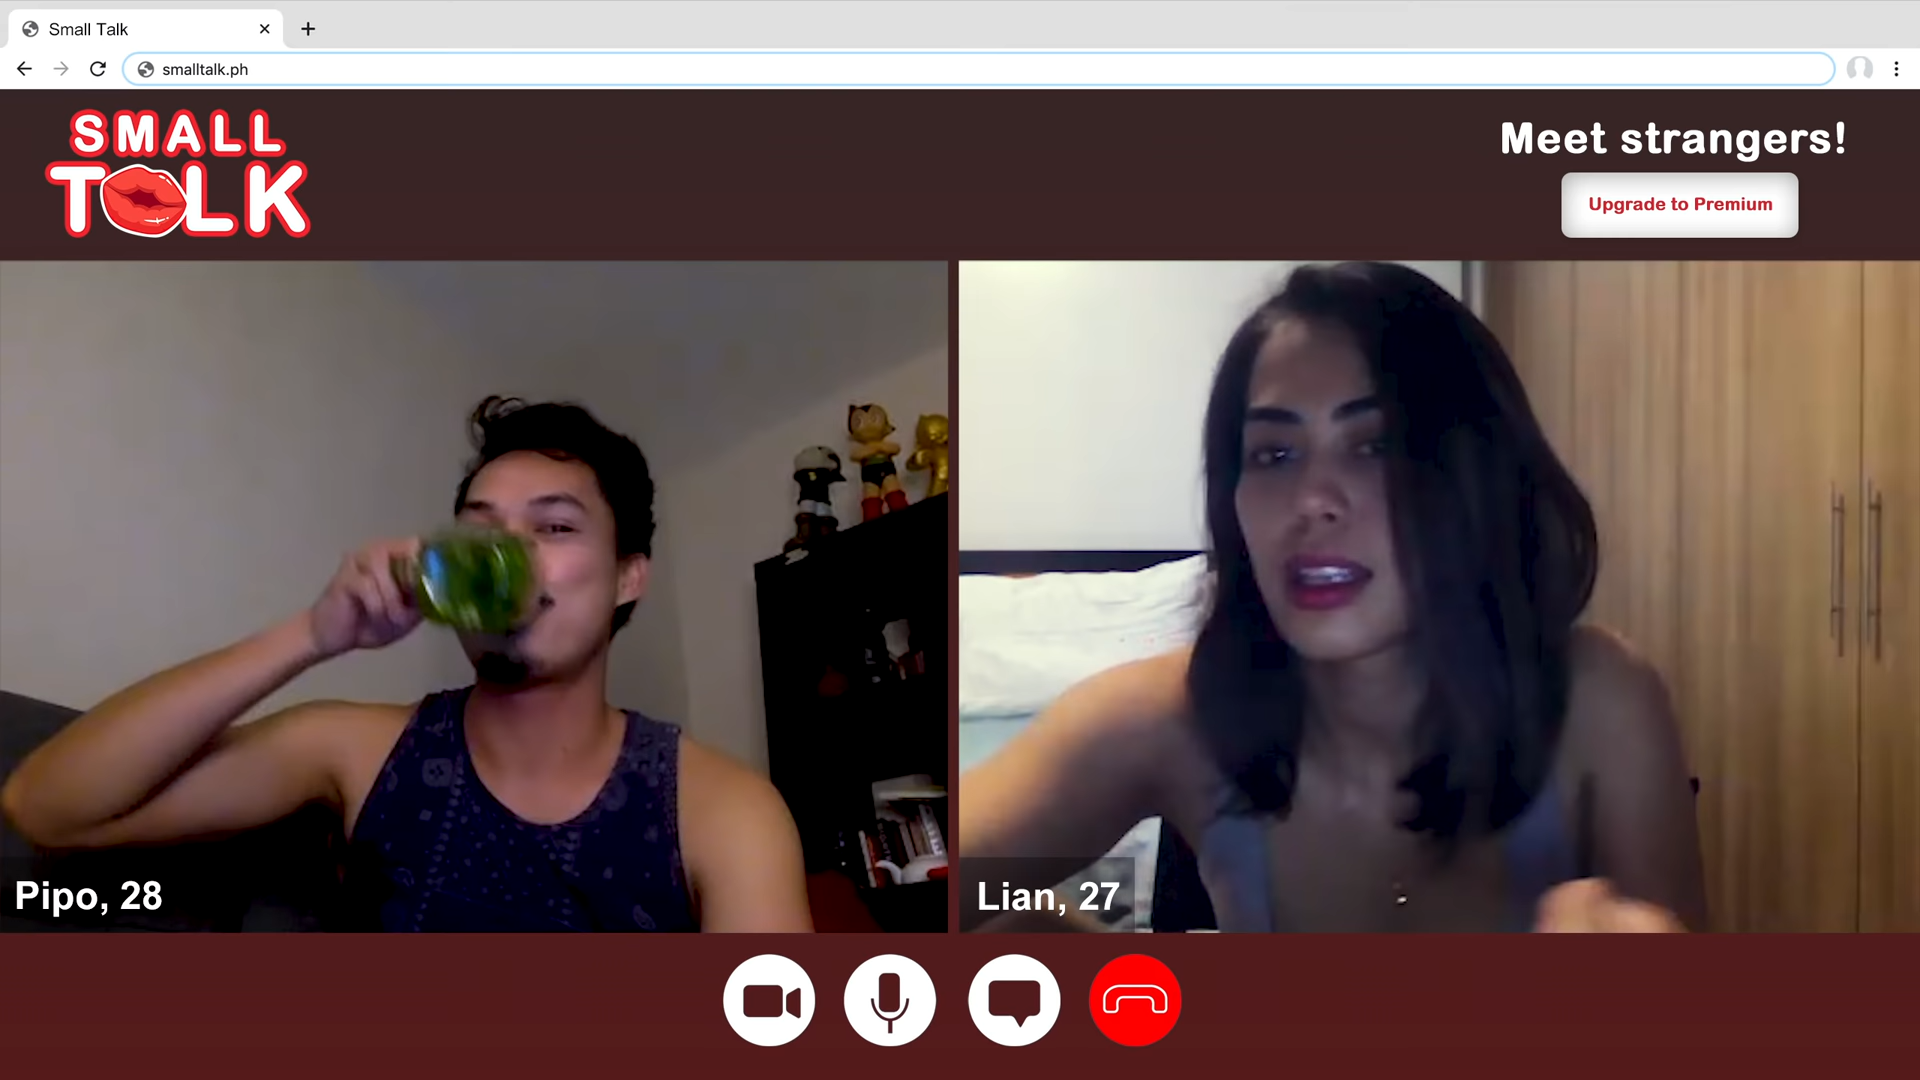 Small Talk
smalltalk.ph
SMALL
TALK
Meet strangers!
Upgrade to Premium
Pipo, 28
Lian, 27